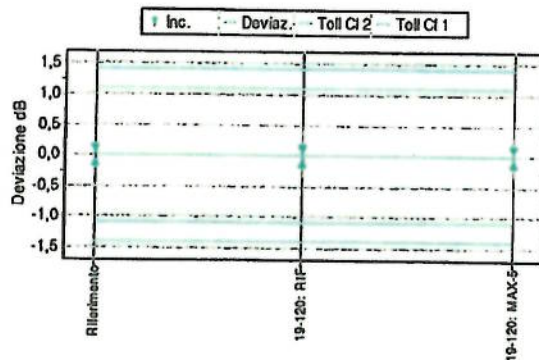 Inc. Deviaz. Toll Cl 2 Toll Cl 1
Deviazione dB
1,5
1,0
0,5
0,0
-0,5
-1,0
-1,5
Riferimento
19-120: RIF
19-120: MAX-5